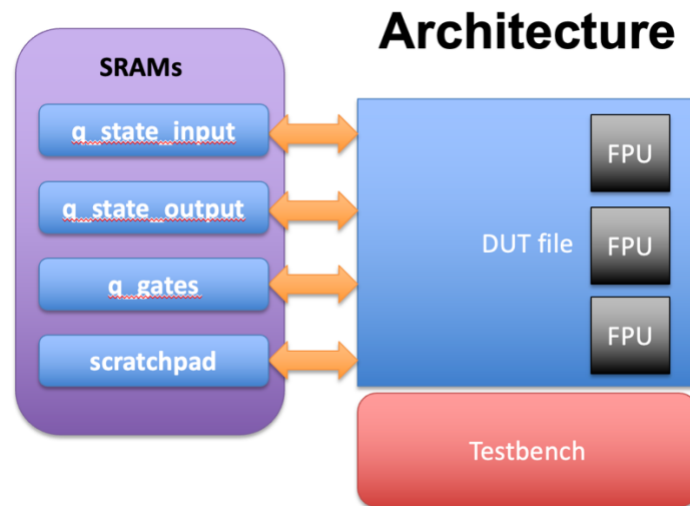 Architecture
SRAMs
q_state_input
q_state_output
q_gates
scratchpad
FPU
DUT file
FPU
FPU
Testbench